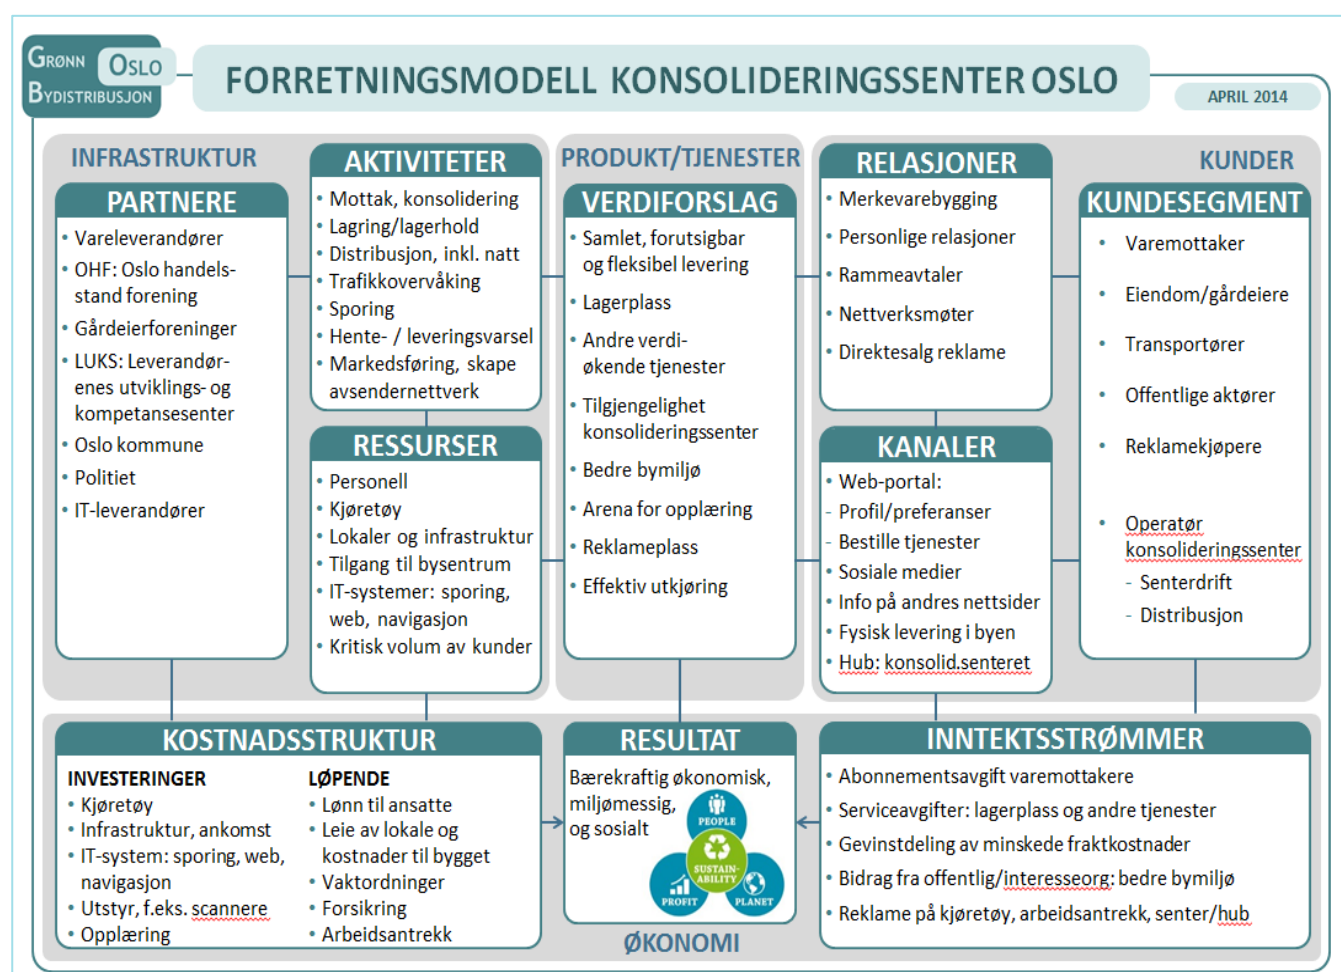 GRØNN
OSLO
BYDISTRIBUSJON
FORRETNINGSMODELL KONSOLIDERINGSSENTER OSLO
APRIL 2014
INFRASTRUKTUR
PARTNERE
• Vareleverandører
• OHF: Oslo handels-
stand forening
• Gårdeierforeninger
• LUKS: Leverandør-
enes utviklings- og
kompetansesenter
• Oslo kommune
• Politiet
• IT-leverandører
AKTIVITETER
• Mottak, konsolidering
• Lagring/lagerhold
• Distribusjon, inkl. natt
• Trafikkovervåking
• Sporing
• Hente- / leveringsvarsel
• Markedsføring, skape
avsendernettverk
RESSURSER
• Personell
• Kjøretøy
• Lokaler og infrastruktur
• Tilgang til bysentrum
• IT-systemer: sporing,
web, navigasjon
• Kritisk volum av kunder
PRODUKT/TJENESTER
VERDIFORSLAG
• Samlet, forutsigbar
og fleksibel levering
• Lagerplass
• Andre verdi-
økende tjenester
• Tilgjengelighet
konsolideringssenter
• Bedre bymiljø
• Arena for opplæring
• Reklameplass
• Effektiv utkjøring
RELASJONER
• Merkevarebygging
• Personlige relasjoner
• Rammeavtaler
• Nettverksmøter
• Direktesalg reklame
KANALER
• Web-portal:
- Profil/preferanser
- Bestille tjenester
• Sosiale medier
• Info på andres nettsider
• Fysisk levering i byen
• Hub: konsolid.senteret
KUNDER
KUNDESEGMENT
• Varemottaker
• Eiendom/gårdeiere
• Transportører
• Offentlige aktører
• Reklamekjøpere
• Operatør
konsolideringssenter
- Senterdrift
- Distribusjon
KOSTNADSSTRUKTUR
INVESTERINGER
• Kjøretøy
• Infrastruktur, ankomst
• IT-system: sporing, web,
navigasjon
• Utstyr, f.eks. scannere
• Opplæring
LØPENDE
• Lønn til ansatte
• Leie av lokale og
kostnader til bygget
• Vaktordninger
• Forsikring
• Arbeidsantrekk
RESULTAT
Bærekraftig økonomisk,
miljømessig,
og sosialt
PEOPLE
SUSTAIN-
ABILITY
PROFIT
PLANET
ØKONOMI
INNTEKTSSTRØMMER
• Abonnementsavgift varemottakere
• Serviceavgifter: lagerplass og andre tjenester
• Gevinstdeling av minskede fraktkostnader
• Bidrag fra offentlig/interesseorg: bedre bymiljø
• Reklame på kjøretøy, arbeidsantrekk, senter/hub